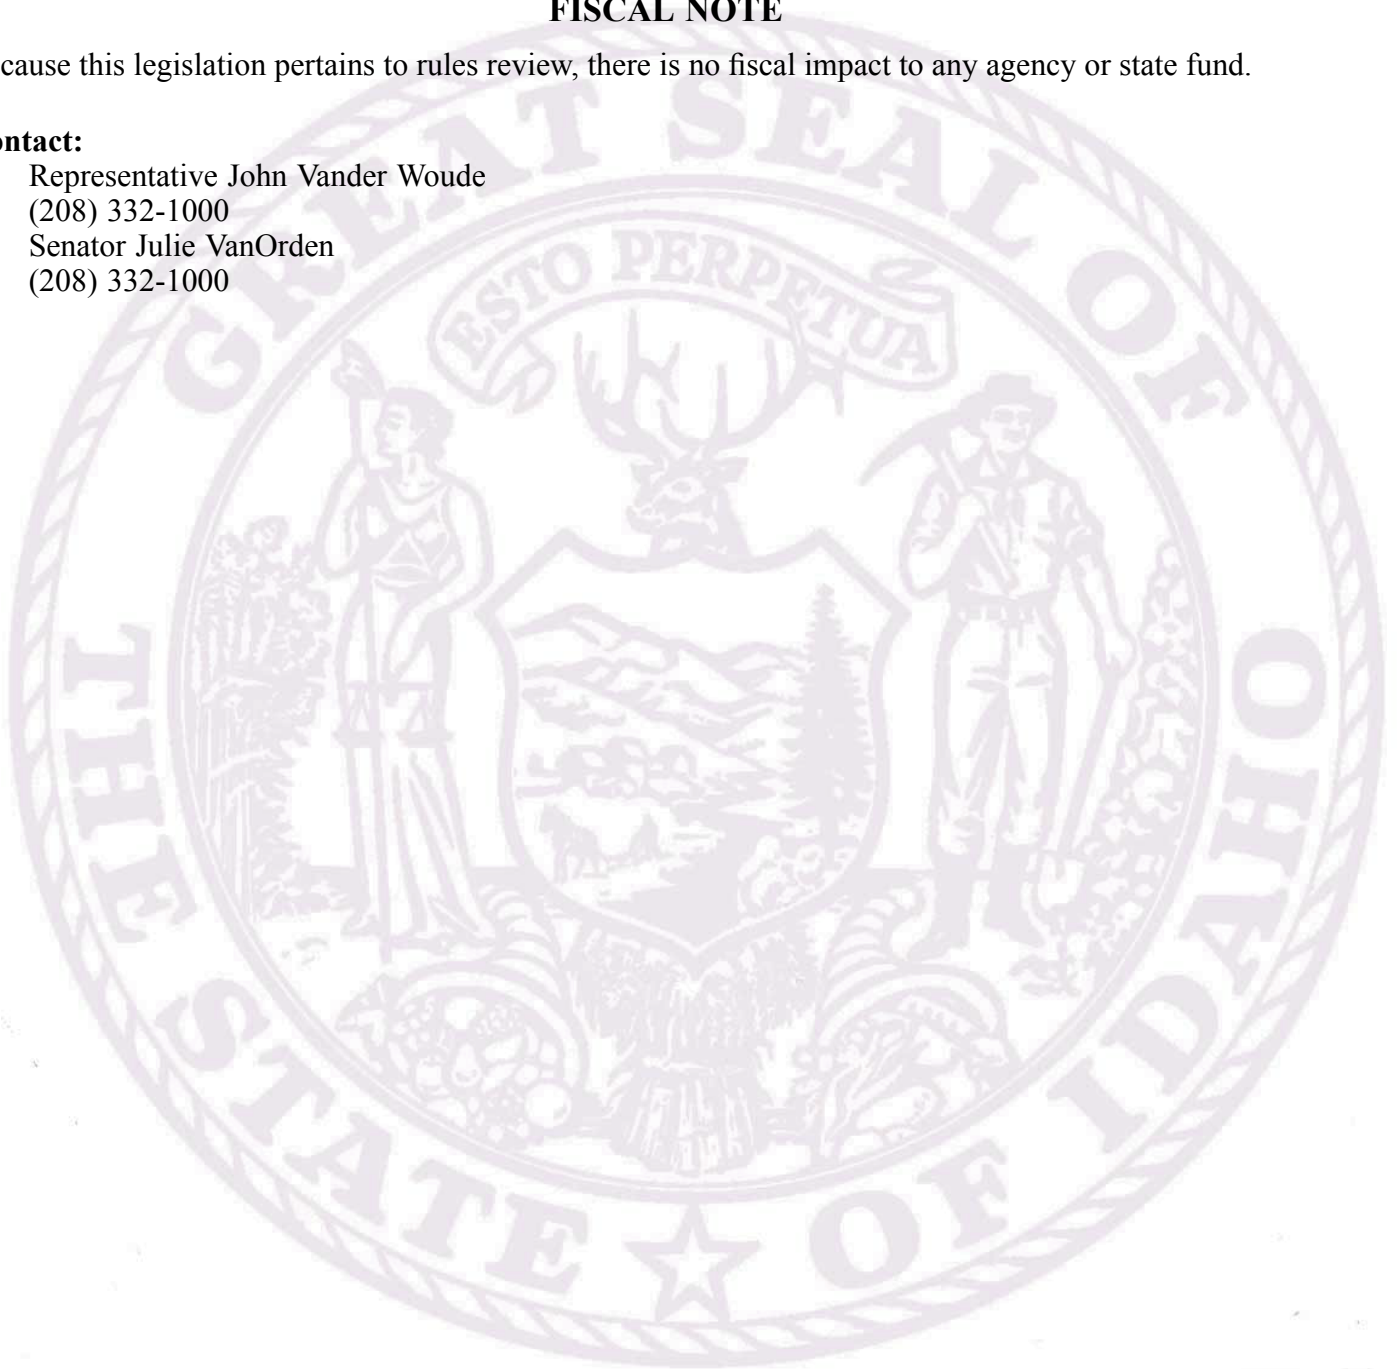 FISCAL NOTE
cause this legislation pertains to rules review, there is no fiscal impact to any agency or state fund.
ontact:
Representative John Vander Woude
(208) 332-1000
Senator Julie VanOrden
(208) 332-1000
GREAT SEAL OF
ESTO PERPETUA
THE STATE OF IDAHO